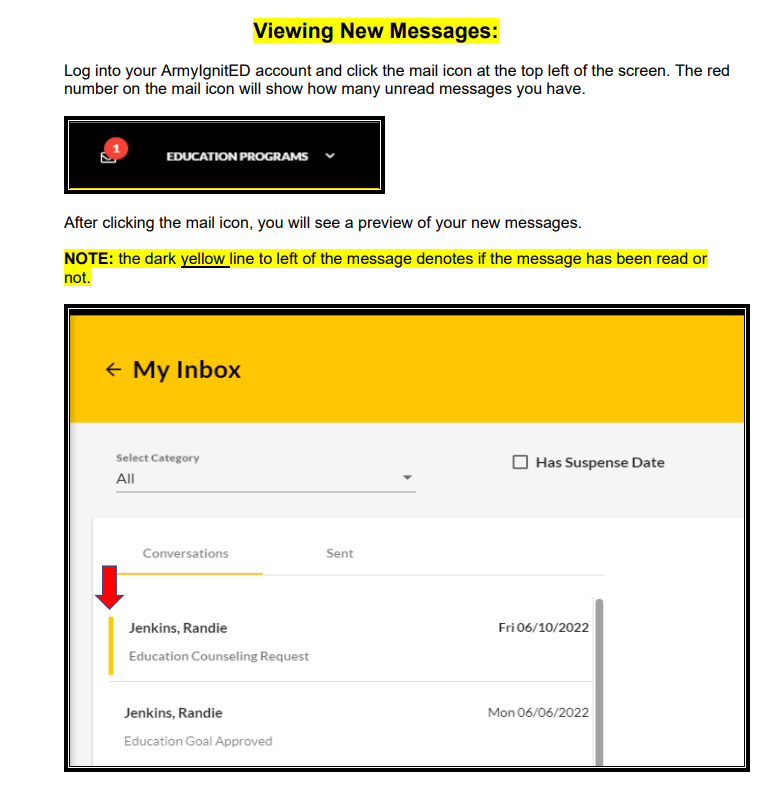 Viewing New Messages:
Log into your ArmyIgnitED account and click the mail icon at the top left of the screen. The red
number on the mail icon will show how many unread messages you have.
1
EDUCATION PROGRAMS
After clicking the mail icon, you will see a preview of your new messages.
NOTE: the dark yellow line to left of the message denotes if the message has been read or
not.
← My Inbox
Select Category
All
Has Suspense Date
Conversations Sent
Jenkins, Randie Fri 06/10/2022
Education Counseling Request
Jenkins, Randie Mon 06/06/2022
Education Goal Approved